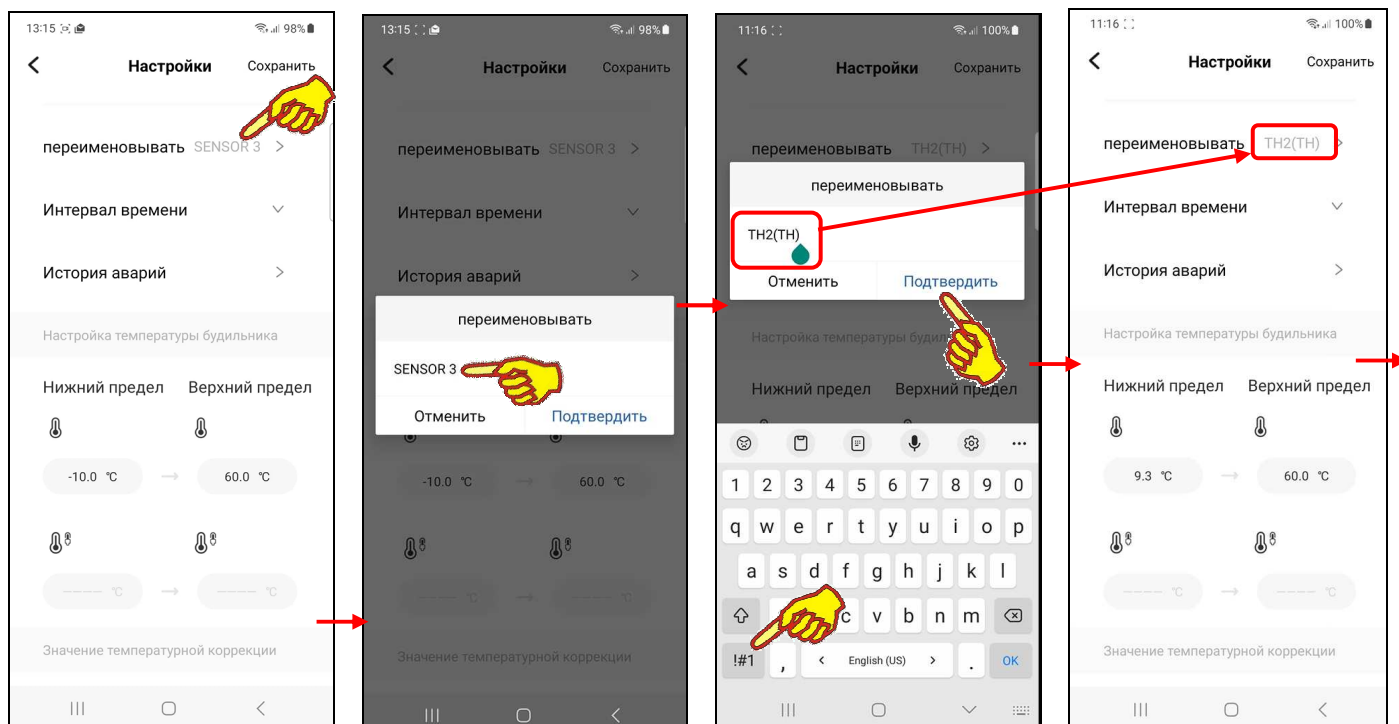 13:15 98%
Настройки Сохранить
переименовывать SENSOR 3
Интервал времени
История аварий
Настройка температуры будильника
Нижний предел Верхний предел
-10.0 °C → 60.0 °C
---- °C → ---- °C
Значение температурной коррекции
13:15 98%
Настройки Сохранить
переименовывать SENSOR 3
Интервал времени
История аварий
переименовывать
SENSOR 3
Отменить Подтвердить
-10.0 °C → 60.0 °C
---- °C → ---- °C
Значение температурной коррекции
11:16 100%
Настройки Сохранить
переименовывать TH2(TH)
переименовывать
TH2(TH)
Отменить Подтвердить
Настройка температуры
Нижний предел Верхний предел
1 2 3 4 5 6 7 8 9 0
q w e r t y u i o p
a s d f g h j k l
c v b n m
!#1 , < English (US) > . OK
11:16 100%
Настройки Сохранить
переименовывать TH2(TH)
Интервал времени
История аварий
Настройка температуры будильника
Нижний предел Верхний предел
9.3 °C → 60.0 °C
---- °C → ---- °C
Значение температурной коррекции